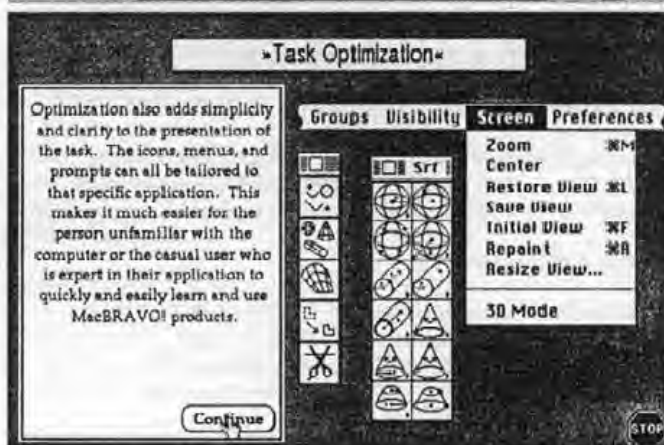 »Task Optimization«
Optimization also adds simplicity
and clarity to the presentation of
the task. The icons, menus, and
prompts can all be tailored to
that specific application. This
makes it much easier for the
person unfamiliar with the
computer or the casual user who
is expert in their application to
quickly and easily learn and use
MacBRAVO! products.
Continue
Groups Visibility Screen Preferences
Zoom ⌘M
Center
Restore View ⌘L
Save View
Initial View ⌘F
Repaint ⌘R
Resize View...
3D Mode
Srf
STOP